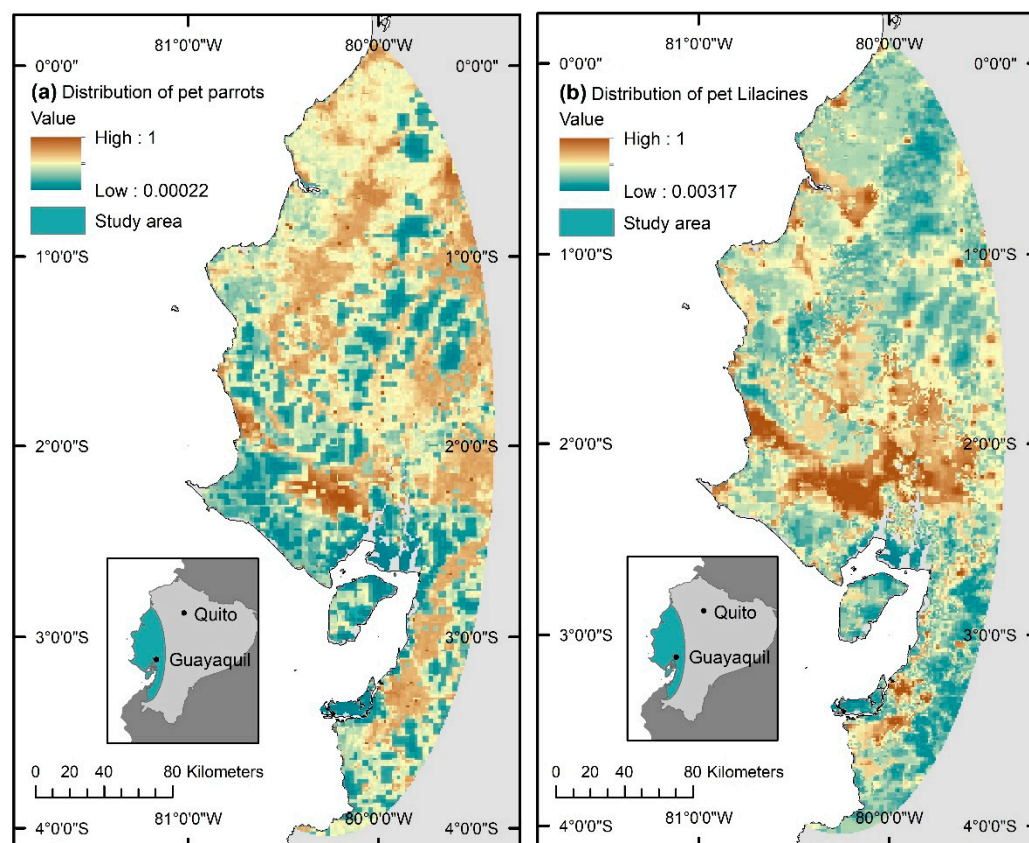 81°0'0"W
80°0'0"W
0°0'0"
0°0'0"
(a) Distribution of pet parrots
Value
High : 1
Low : 0.00022
Study area
1°0'0"S
1°0'0"S
2°0'0"S
2°0'0"S
Quito
Guayaquil
3°0'0"S
3°0'0"S
0 20 40 80 Kilometers
81°0'0"W
80°0'0"W
4°0'0"S
4°0'0"S
81°0'0"W
80°0'0"W
0°0'0"
0°0'0"
(b) Distribution of pet Lilacines
Value
High : 1
Low : 0.00317
Study area
1°0'0"S
1°0'0"S
2°0'0"S
2°0'0"S
Quito
Guayaquil
3°0'0"S
3°0'0"S
0 20 40 80 Kilometers
81°0'0"W
80°0'0"W
4°0'0"S
4°0'0"S